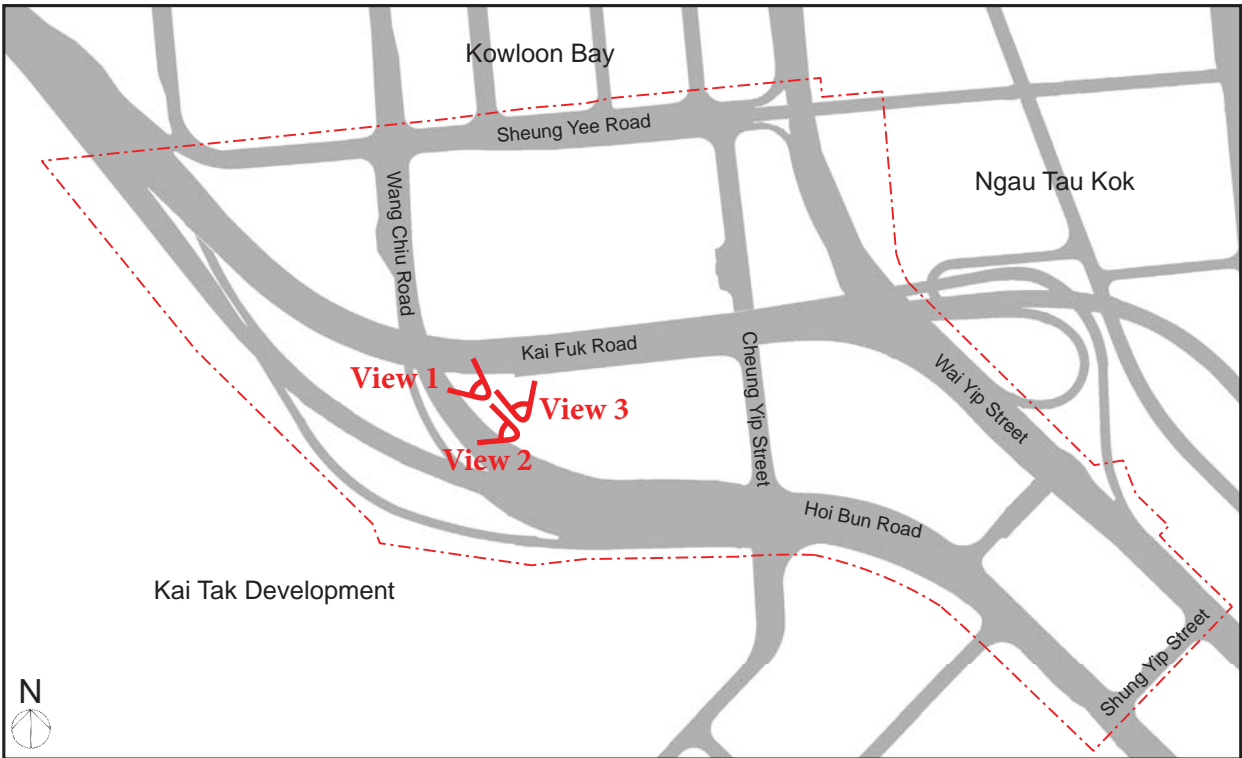 Kowloon Bay
Sheung Yee Road
Ngau Tau Kok
Wang Chiu Road
Kai Fuk Road
Cheung Yip Street
Wai Yip Street
View 1
View 3
View 2
Hoi Bun Road
Kai Tak Development
Shung Yip Street
N